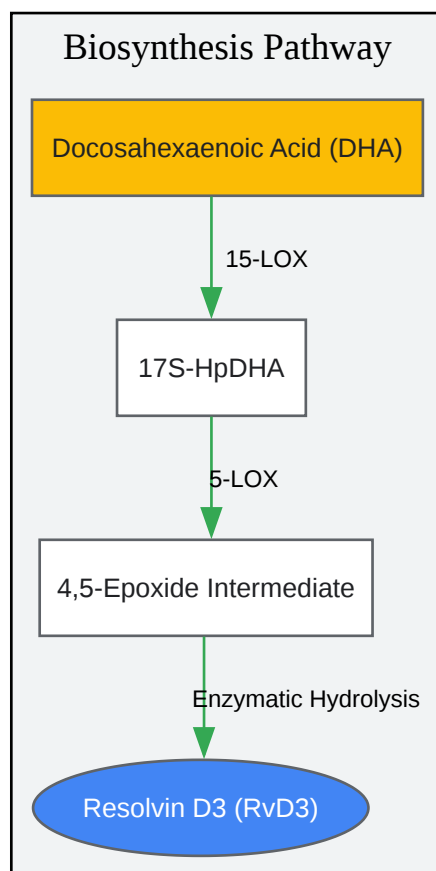 Biosynthesis Pathway
Docosahexaenoic Acid (DHA)
15-LOX
17S-HpDHA
5-LOX
4,5-Epoxide Intermediate
Enzymatic Hydrolysis
Resolvin D3 (RvD3)